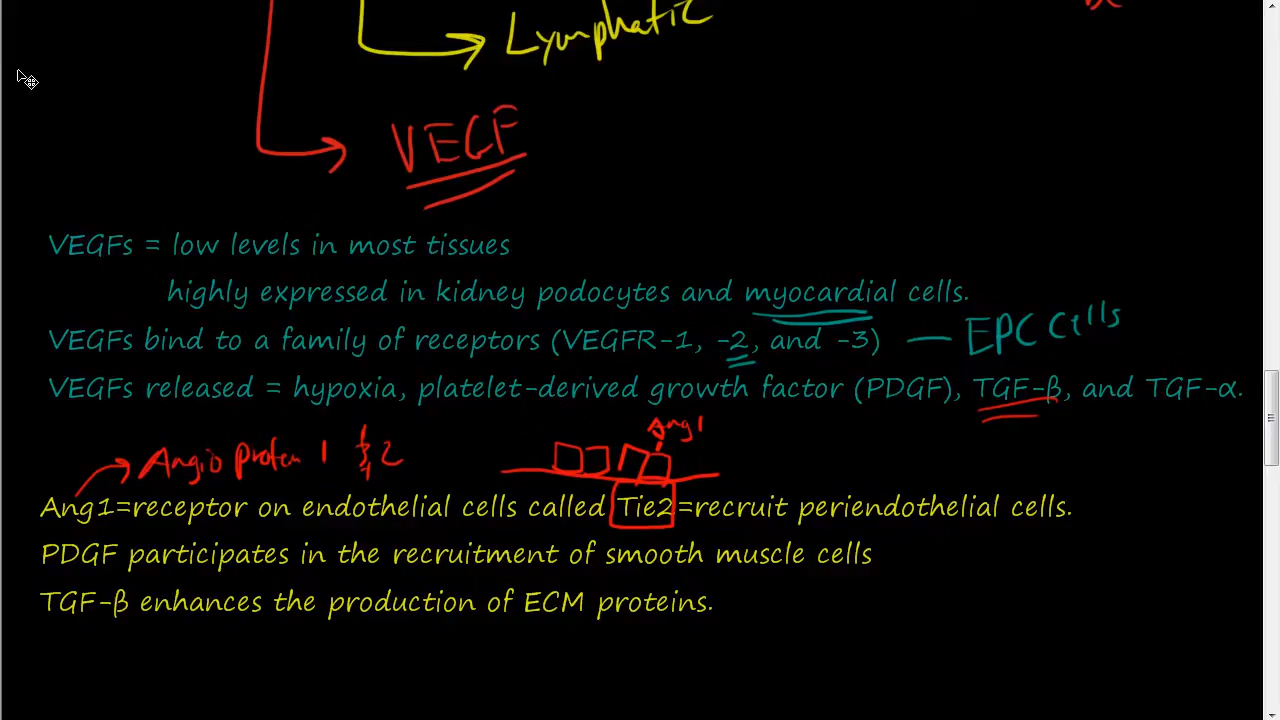 Lymphatic
VEGF
VEGFs = low levels in most tissues
highly expressed in kidney podocytes and myocardial cells.
VEGFs bind to a family of receptors (VEGFR-1, -2, and -3) — EPC Cells
VEGFs released = hypoxia, platelet-derived growth factor (PDGF), TGF-β, and TGF-α.
Ang1
Angio protein 1 & 2
Ang1=receptor on endothelial cells called Tie2=recruit periendothelial cells.
PDGF participates in the recruitment of smooth muscle cells
TGF-β enhances the production of ECM proteins.